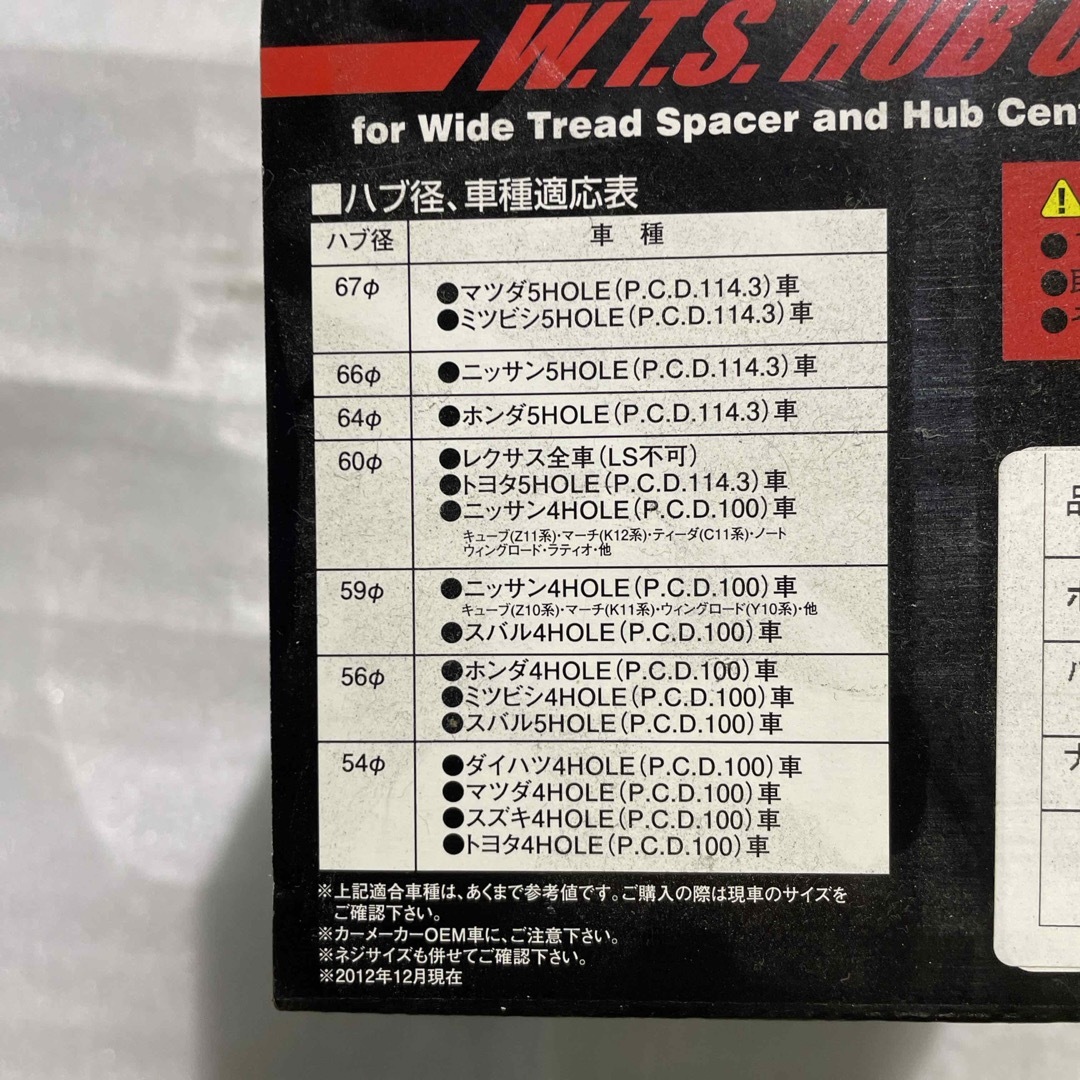 W.T.S. HUB
for Wide Tread Spacer and Hub
■ハブ径、車種適応表
ハブ径 車種
67φ
●マツダ5HOLE(P.C.D.114.3)車
●ミツビシ5HOLE(P.C.D.114.3)車
66φ ●ニッサン5HOLE(P.C.D.114.3)車
64φ ●ホンダ5HOLE(P.C.D.114.3)車
60φ ●レクサス全車(LS不可)
●トヨタ5HOLE(P.C.D.114.3)車
●ニッサン4HOLE(P.C.D.100)車
キューブ(Z11系)・マーチ(K12系)・ティーダ(C11系)・ノート
ウィングロード・ラティオ・他
59φ ●ニッサン4HOLE(P.C.D.100)車
キューブ(Z10系)・マーチ(K11系)・ウィングロード(Y10系)・他
●スバル4HOLE(P.C.D.100)車
56φ ●ホンダ4HOLE(P.C.D.100)車
●ミツビシ4HOLE(P.C.D.100)車
●スバル5HOLE(P.C.D.100)車
54φ ●ダイハツ4HOLE(P.C.D.100)車
●マツダ4HOLE(P.C.D.100)車
●スズキ4HOLE(P.C.D.100)車
●トヨタ4HOLE(P.C.D.100)車
※上記適合車種は、あくまで参考値です。ご購入の際は現車のサイズを
ご確認下さい。
※カーメーカーOEM車に、ご注意下さい。
※ネジサイズも併せてご確認下さい。
※2012年12月現在